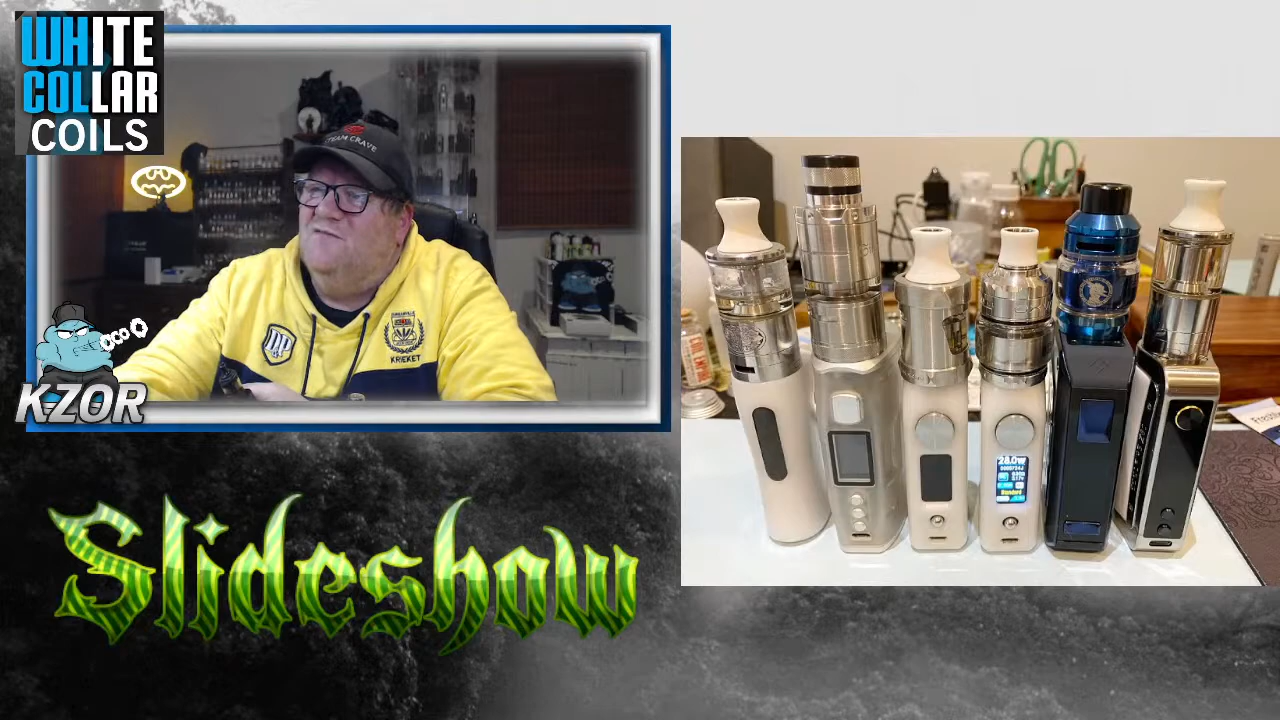 WHITE
COLLAR
COILS
TEAM CRAVE
KRIEKET
KZOR
Slideshow
28.0W